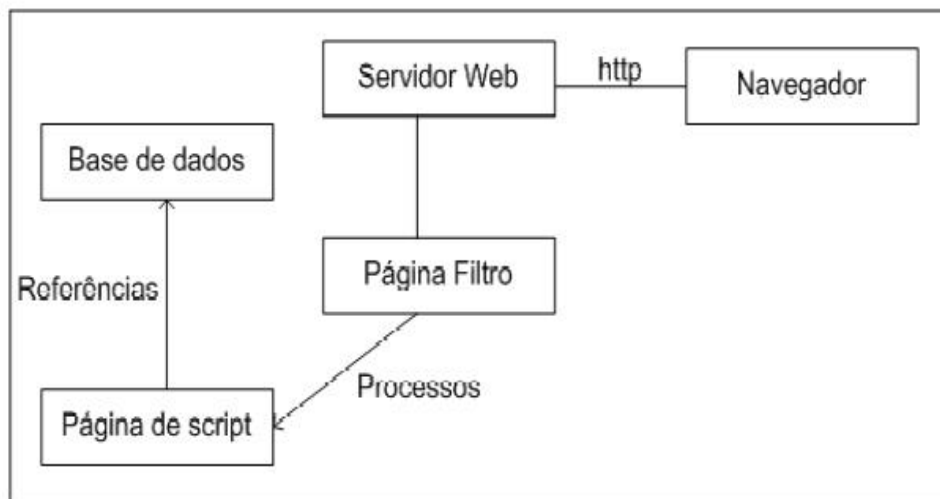 Servidor Web
http
Navegador
Base de dados
Página Filtro
Referências
Processos
Página de script